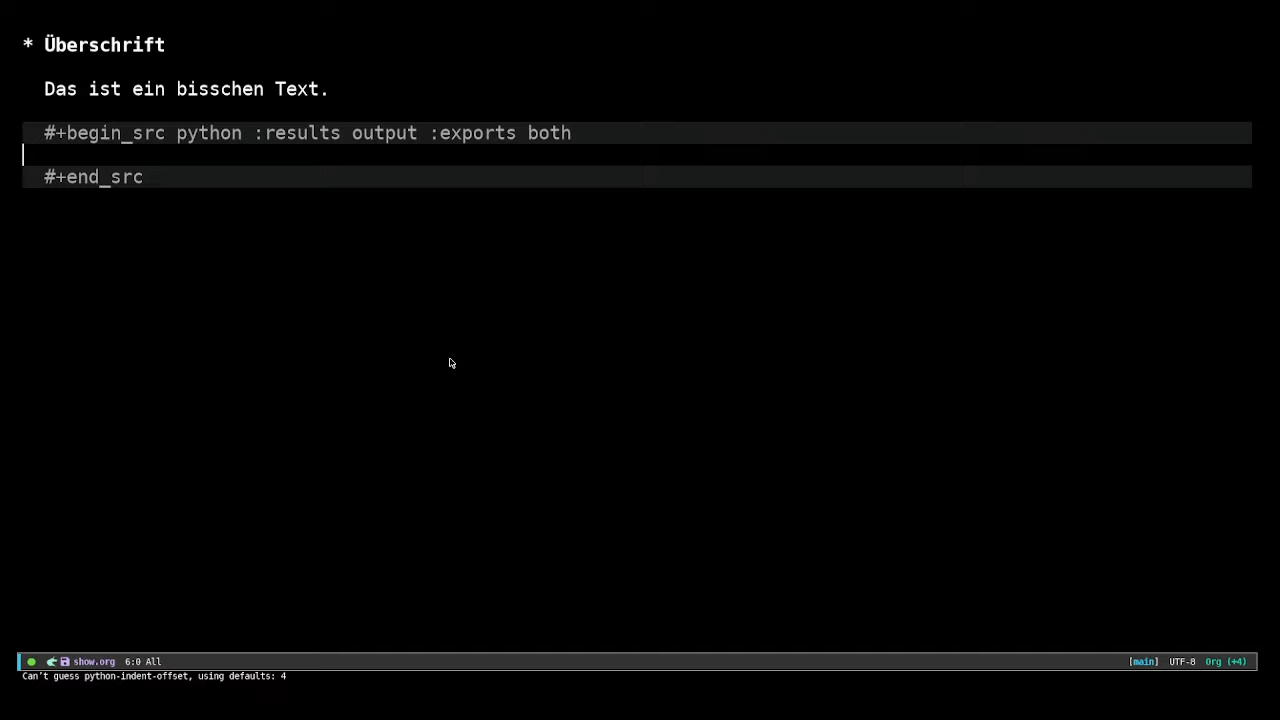 * Überschrift
Das ist ein bisschen Text.
#+begin_src python :results output :exports both
#+end_src
show.org 6:0 All [main] UTF-8 Org (+4)
Can't guess python-indent-offset, using defaults: 4